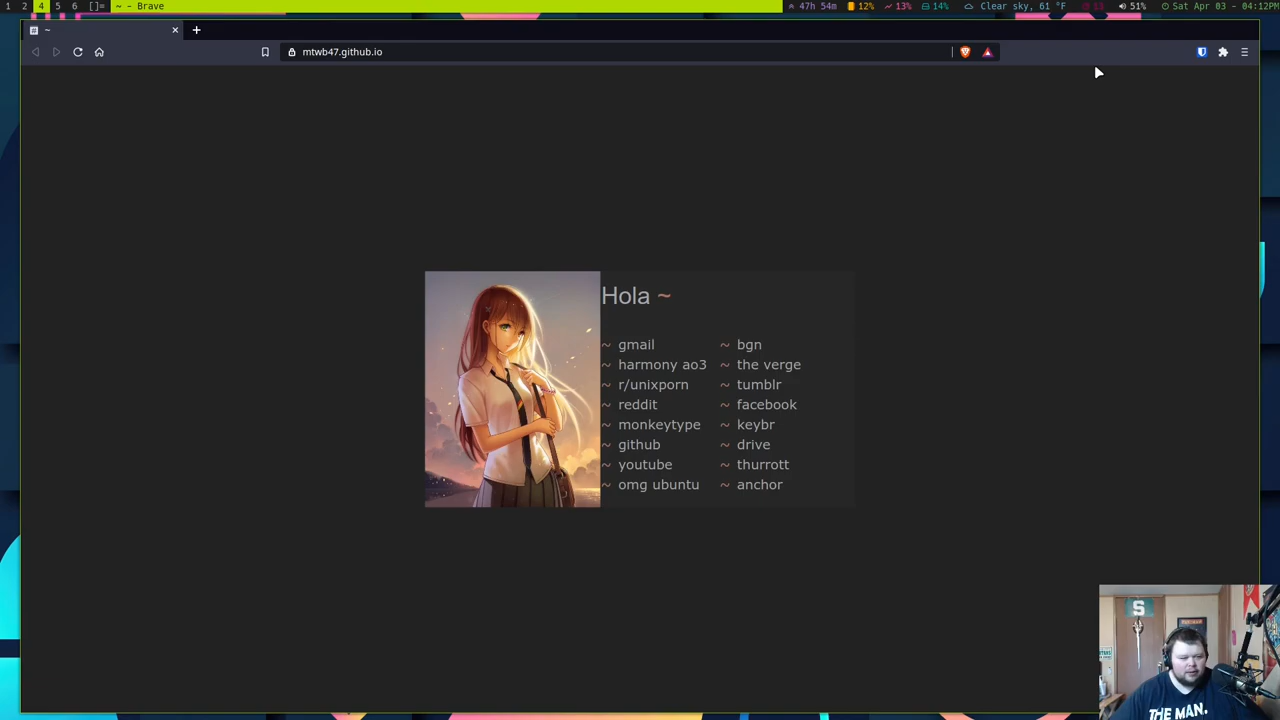 1 2 4 5 6 []= ~ - Brave 47h 54m 12% 13% 14% Clear sky, 61 °F 13 51% Sat Apr 03 - 04:12PM
~
mtwb47.github.io
Hola ~
~ gmail ~ bgn
~ harmony ao3 ~ the verge
~ r/unixporn ~ tumblr
~ reddit ~ facebook
~ monkeytype ~ keybr
~ github ~ drive
~ youtube ~ thurrott
~ omg ubuntu ~ anchor
S
THE MAN.